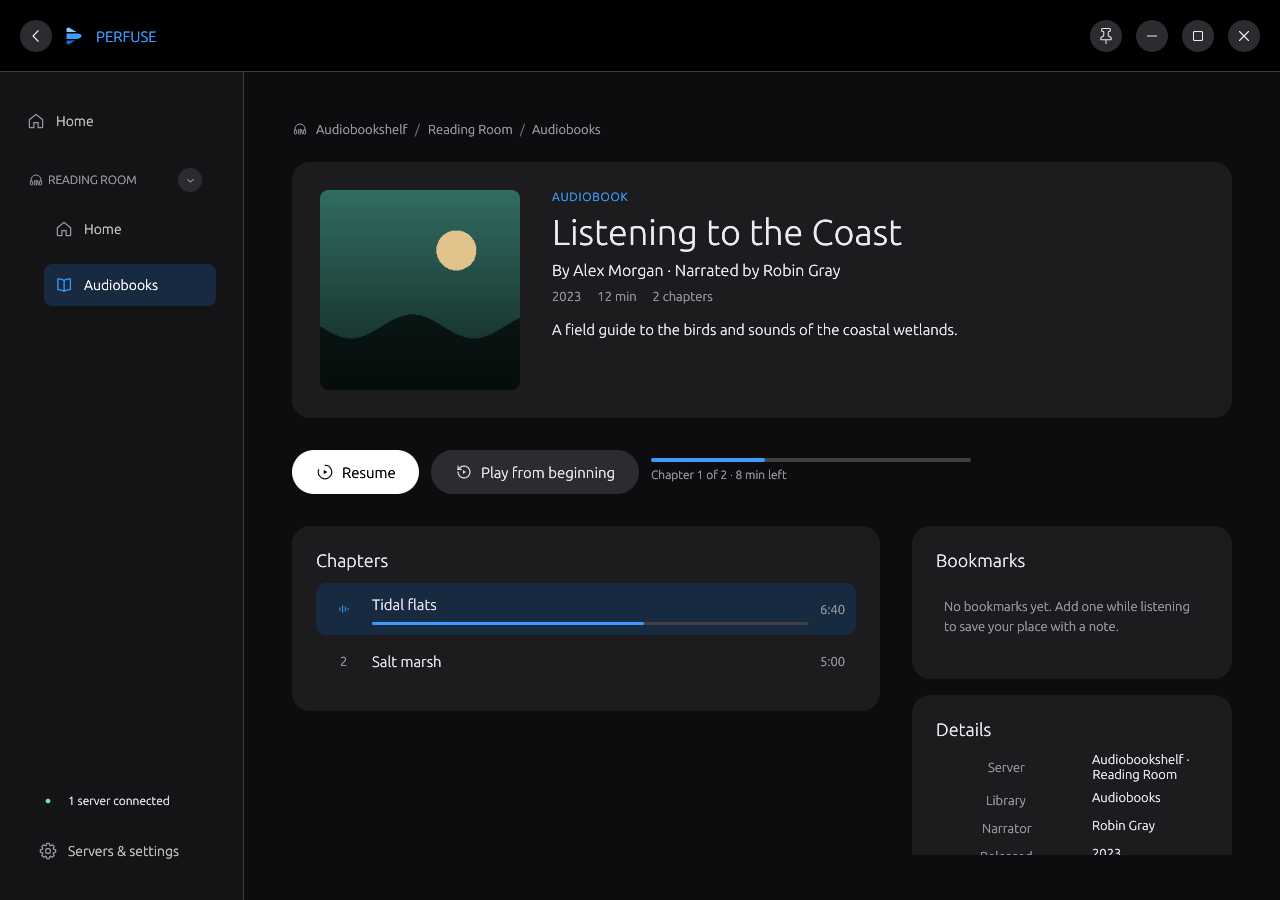 PERFUSE
Home
READING ROOM
Home
Audiobooks
1 server connected
Servers & settings
Audiobookshelf / Reading Room / Audiobooks
AUDIOBOOK
Listening to the Coast
By Alex Morgan · Narrated by Robin Gray
2023 12 min 2 chapters
A field guide to the birds and sounds of the coastal wetlands.
Resume
Play from beginning
Chapter 1 of 2 · 8 min left
Chapters
Tidal flats 6:40
2 Salt marsh 5:00
Bookmarks
No bookmarks yet. Add one while listening
to save your place with a note.
Details
Server Audiobookshelf ·
Reading Room
Library Audiobooks
Narrator Robin Gray
Released 2023